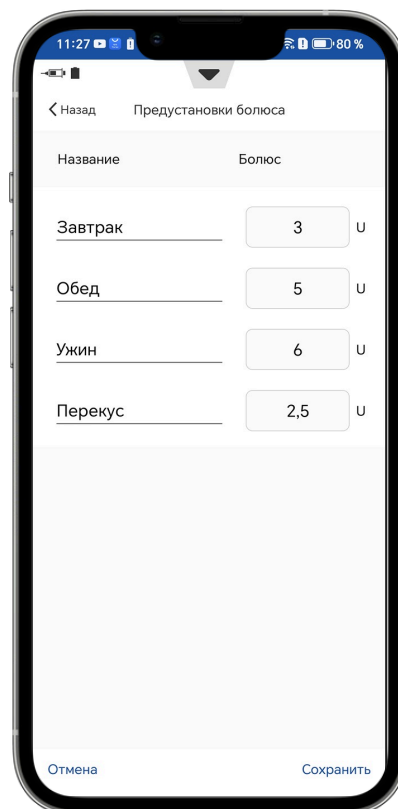 11:27 80 %
Назад Предустановки болюса
Название Болюс
Завтрак 3 U
Обед 5 U
Ужин 6 U
Перекус 2,5 U
Отмена Сохранить